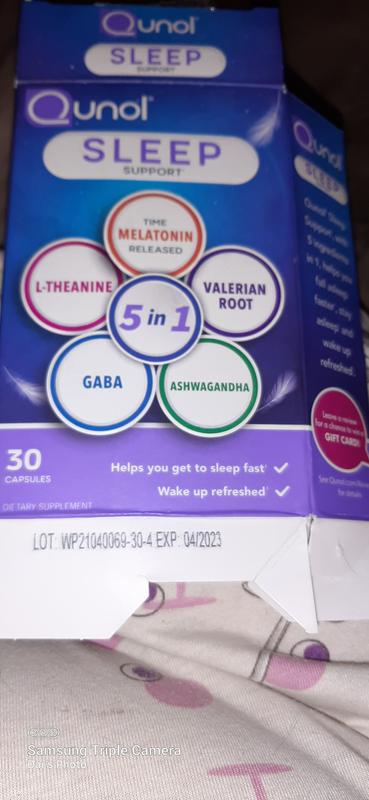 Qunol
SLEEP
SUPPORT
Qunol
SLEEP
SUPPORT
TIME
MELATONIN
RELEASED
L-THEANINE
VALERIAN
ROOT
5 in 1
GABA
ASHWAGANDHA
30
CAPSULES
Helps you get to sleep fast†
Wake up refreshed†
DIETARY SUPPLEMENT
LOT: WP21040069-30-4 EXP: 04/2023
Qunol
SLEEP
SUPPORT
Qunol Sleep
Support, with
5 ingredients
in 1, helps you
fall asleep
faster, stay
asleep and
wake up
refreshed.
Leave a review
for a chance to win a
GIFT CARD!
See Qunol.com/
for details
Samsung Triple Camera
Photo